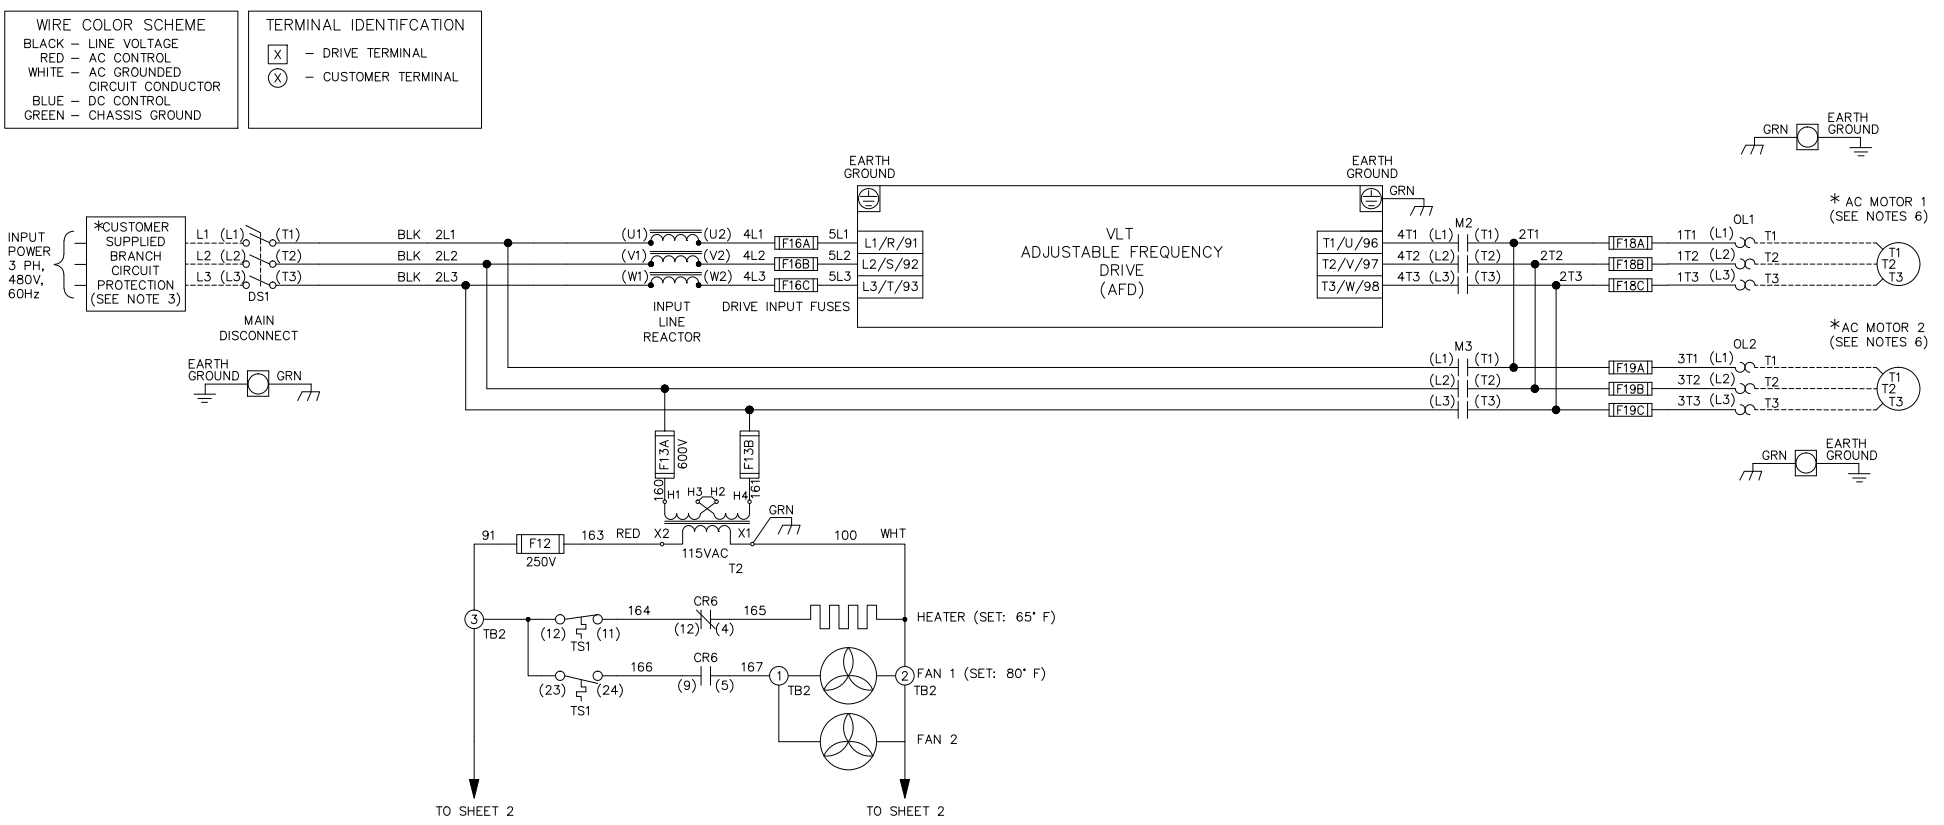 WIRE COLOR SCHEME
BLACK – LINE VOLTAGE
RED – AC CONTROL
WHITE – AC GROUNDED
CIRCUIT CONDUCTOR
BLUE – DC CONTROL
GREEN – CHASSIS GROUND
TERMINAL IDENTIFCATION
X – DRIVE TERMINAL
X – CUSTOMER TERMINAL
GRN
EARTH
GROUND
EARTH
GROUND
EARTH
GROUND
GRN
INPUT
POWER
3 PH,
480V,
60Hz
*CUSTOMER
SUPPLIED
BRANCH
CIRCUIT
PROTECTION
(SEE NOTE 3)
L1 (L1) (T1) BLK 2L1 (U1) (U2) 4L1 F16A 5L1 L1/R/91
L2 (L2) (T2) BLK 2L2 (V1) (V2) 4L2 F16B 5L2 L2/S/92
L3 (L3) (T3) BLK 2L3 (W1) (W2) 4L3 F16C 5L3 L3/T/93
DS1
MAIN
DISCONNECT
INPUT
LINE
REACTOR
DRIVE INPUT FUSES
VLT
ADJUSTABLE FREQUENCY
DRIVE
(AFD)
M2
OL1
* AC MOTOR 1
(SEE NOTES 6)
T1/U/96 4T1 (L1) (T1) 2T1 F18A 1T1 (L1) T1 T1
T2/V/97 4T2 (L2) (T2) 2T2 F18B 1T2 (L2) T2 T2
T3/W/98 4T3 (L3) (T3) 2T3 F18C 1T3 (L3) T3 T3
EARTH
GROUND
GRN
M3
OL2
*AC MOTOR 2
(SEE NOTES 6)
(L1) (T1) F19A 3T1 (L1) T1 T1
(L2) (T2) F19B 3T2 (L2) T2 T2
(L3) (T3) F19C 3T3 (L3) T3 T3
GRN
EARTH
GROUND
F13A
600V
F13B
160
161
H1 H3 H2 H4
GRN
91 F12 163 RED X2 X1 100 WHT
250V
115VAC
T2
3
TB2
164 CR6 165
(12) (11) (12) (4)
TS1
HEATER (SET: 65° F)
166 CR6 167 1 2 FAN 1 (SET: 80° F)
(23) (24) (9) (5) TB2 TB2
TS1
FAN 2
TO SHEET 2
TO SHEET 2